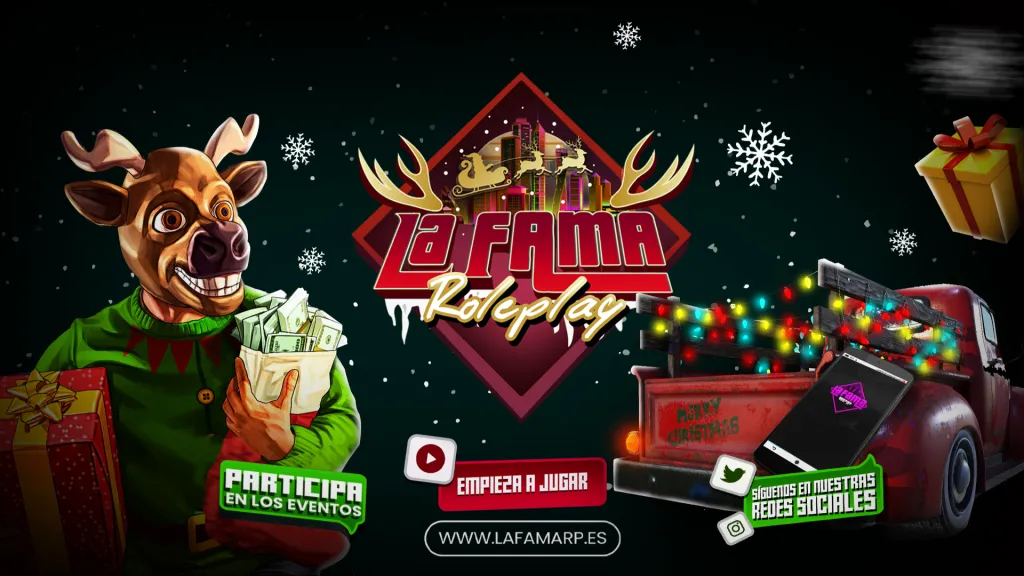 LA FAMA
Roleplay
MERRY
CHRISTMAS
LA FAMA
PARTICIPA
EN LOS EVENTOS
EMPIEZA A JUGAR
SÍGUENOS EN NUESTRAS
REDES SOCIALES
WWW.LAFAMARP.ES